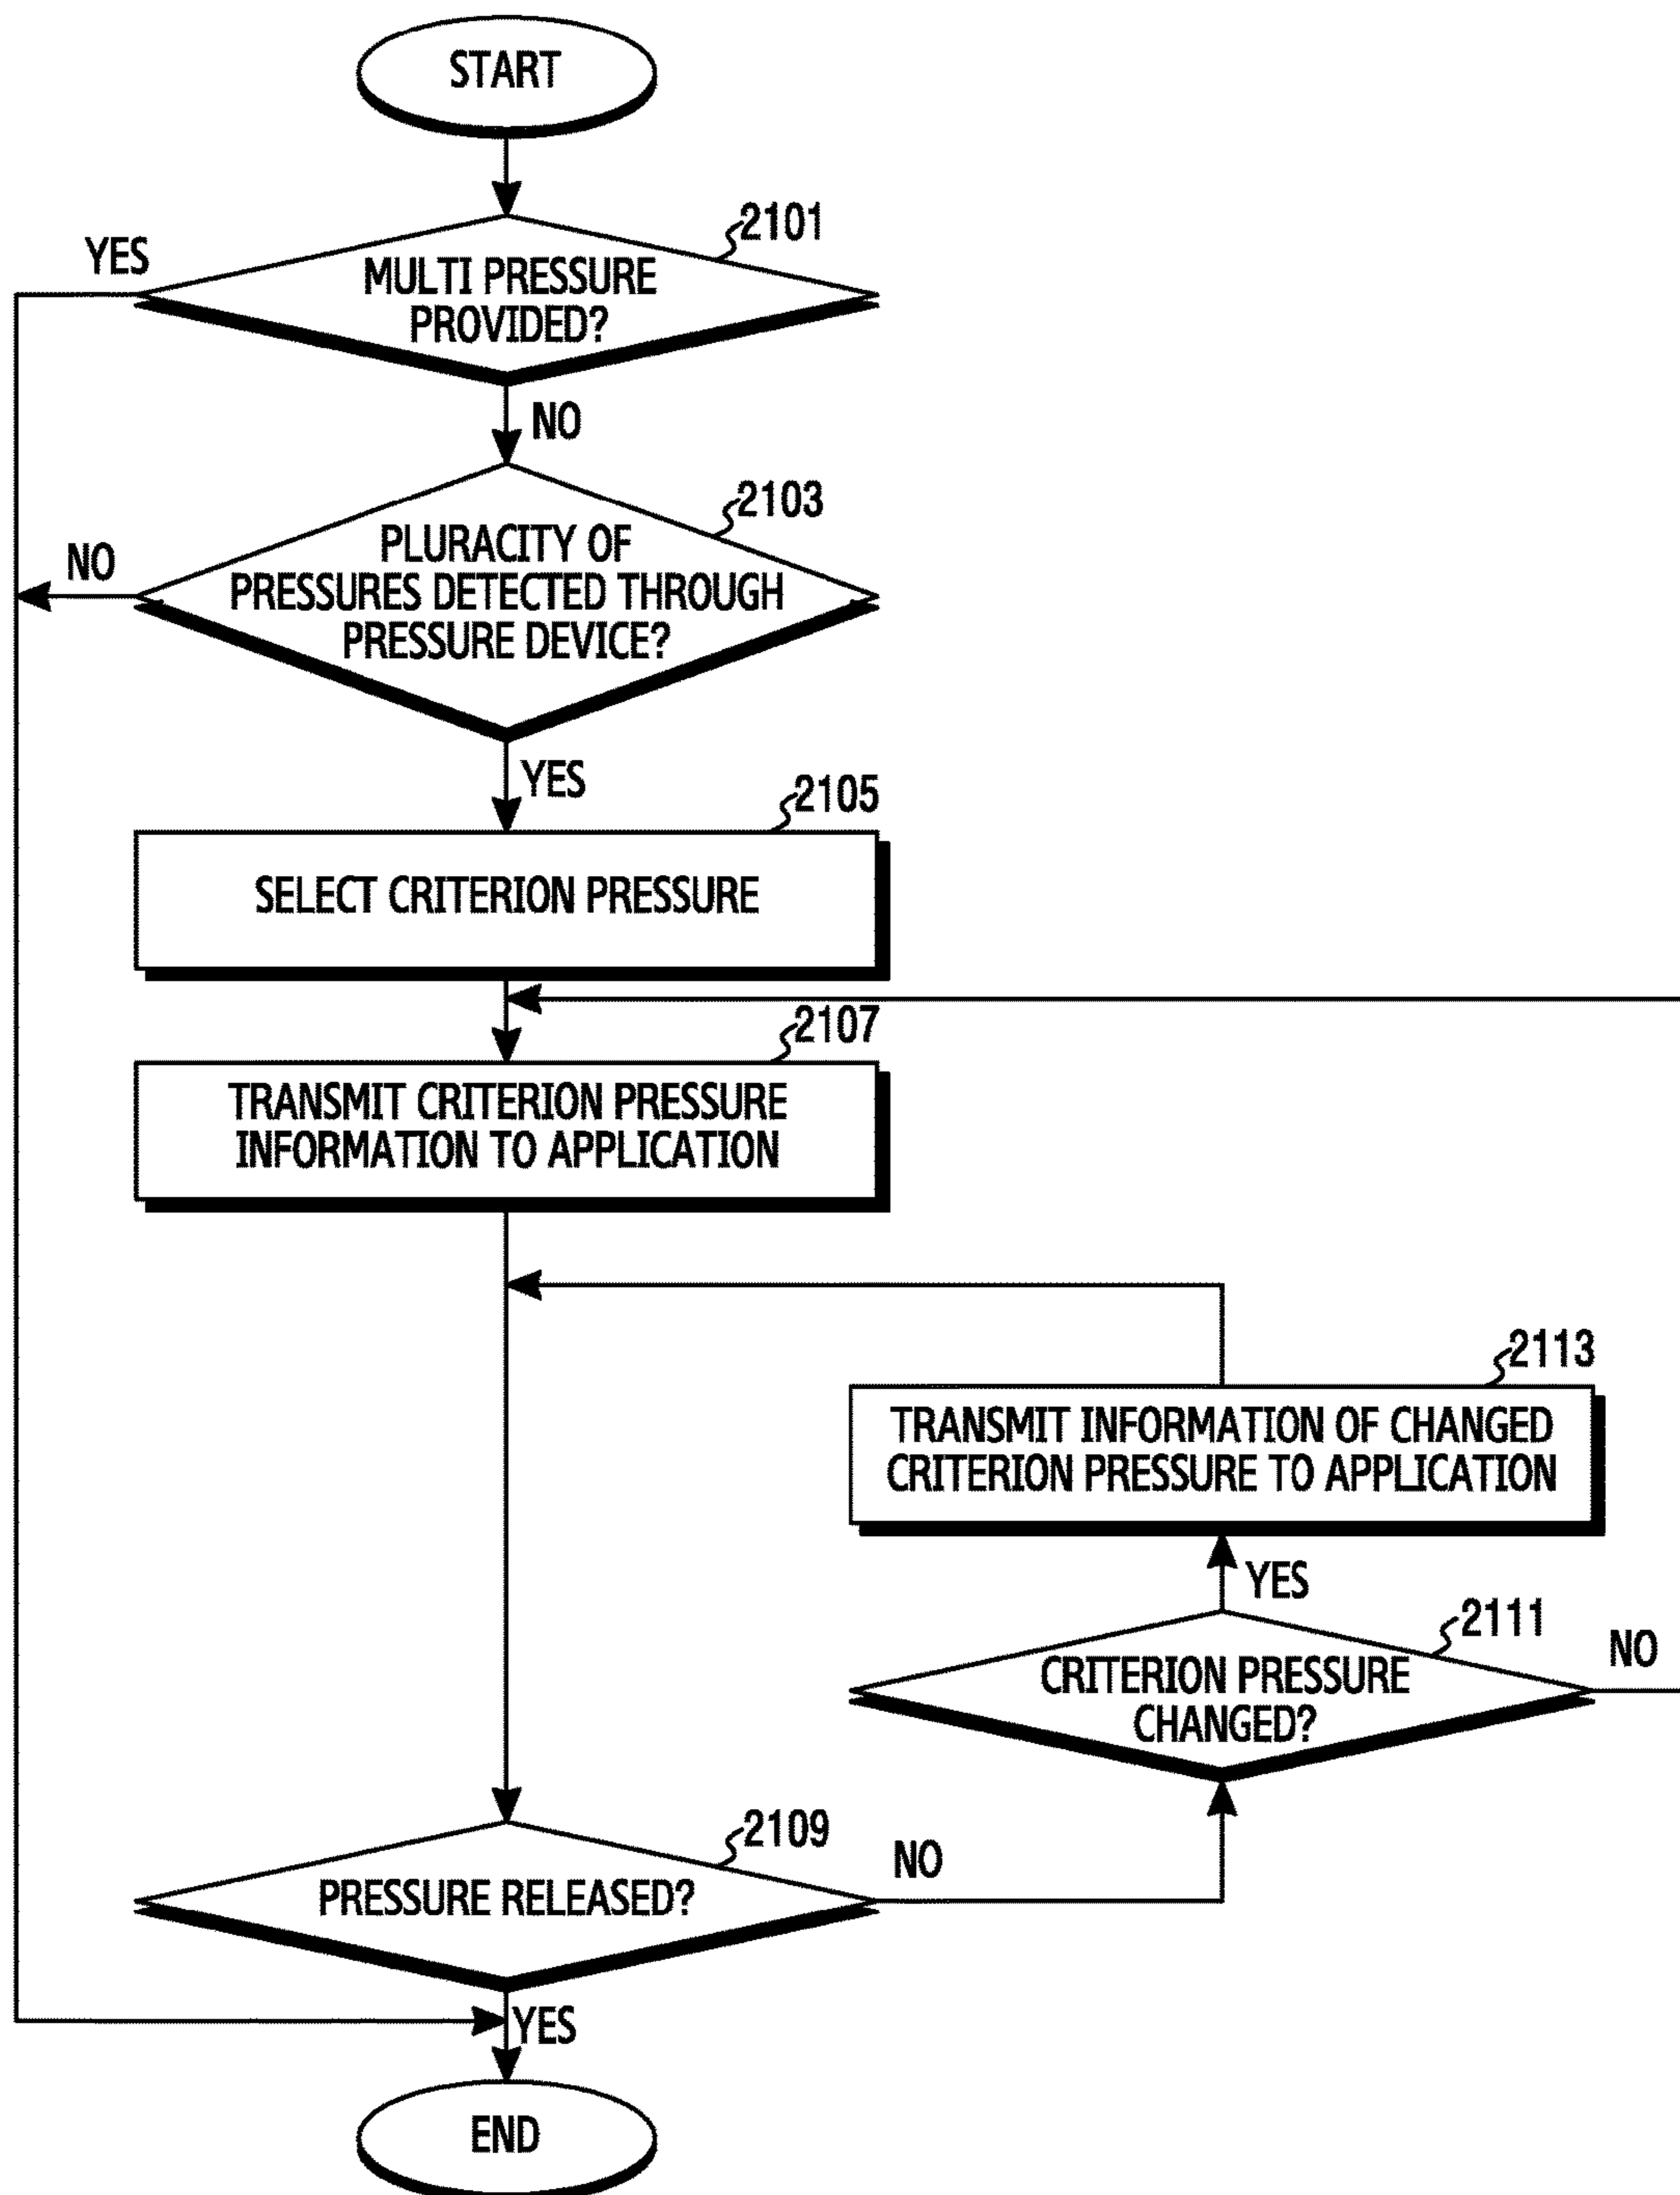 START
2101
YES
MULTI PRESSURE
PROVIDED?
NO
2103
NO
PLURACITY OF
PRESSURES DETECTED THROUGH
PRESSURE DEVICE?
YES
2105
SELECT CRITERION PRESSURE
2107
TRANSMIT CRITERION PRESSURE
INFORMATION TO APPLICATION
2113
TRANSMIT INFORMATION OF CHANGED
CRITERION PRESSURE TO APPLICATION
YES
2111
NO
CRITERION PRESSURE
CHANGED?
2109
NO
PRESSURE RELEASED?
YES
END